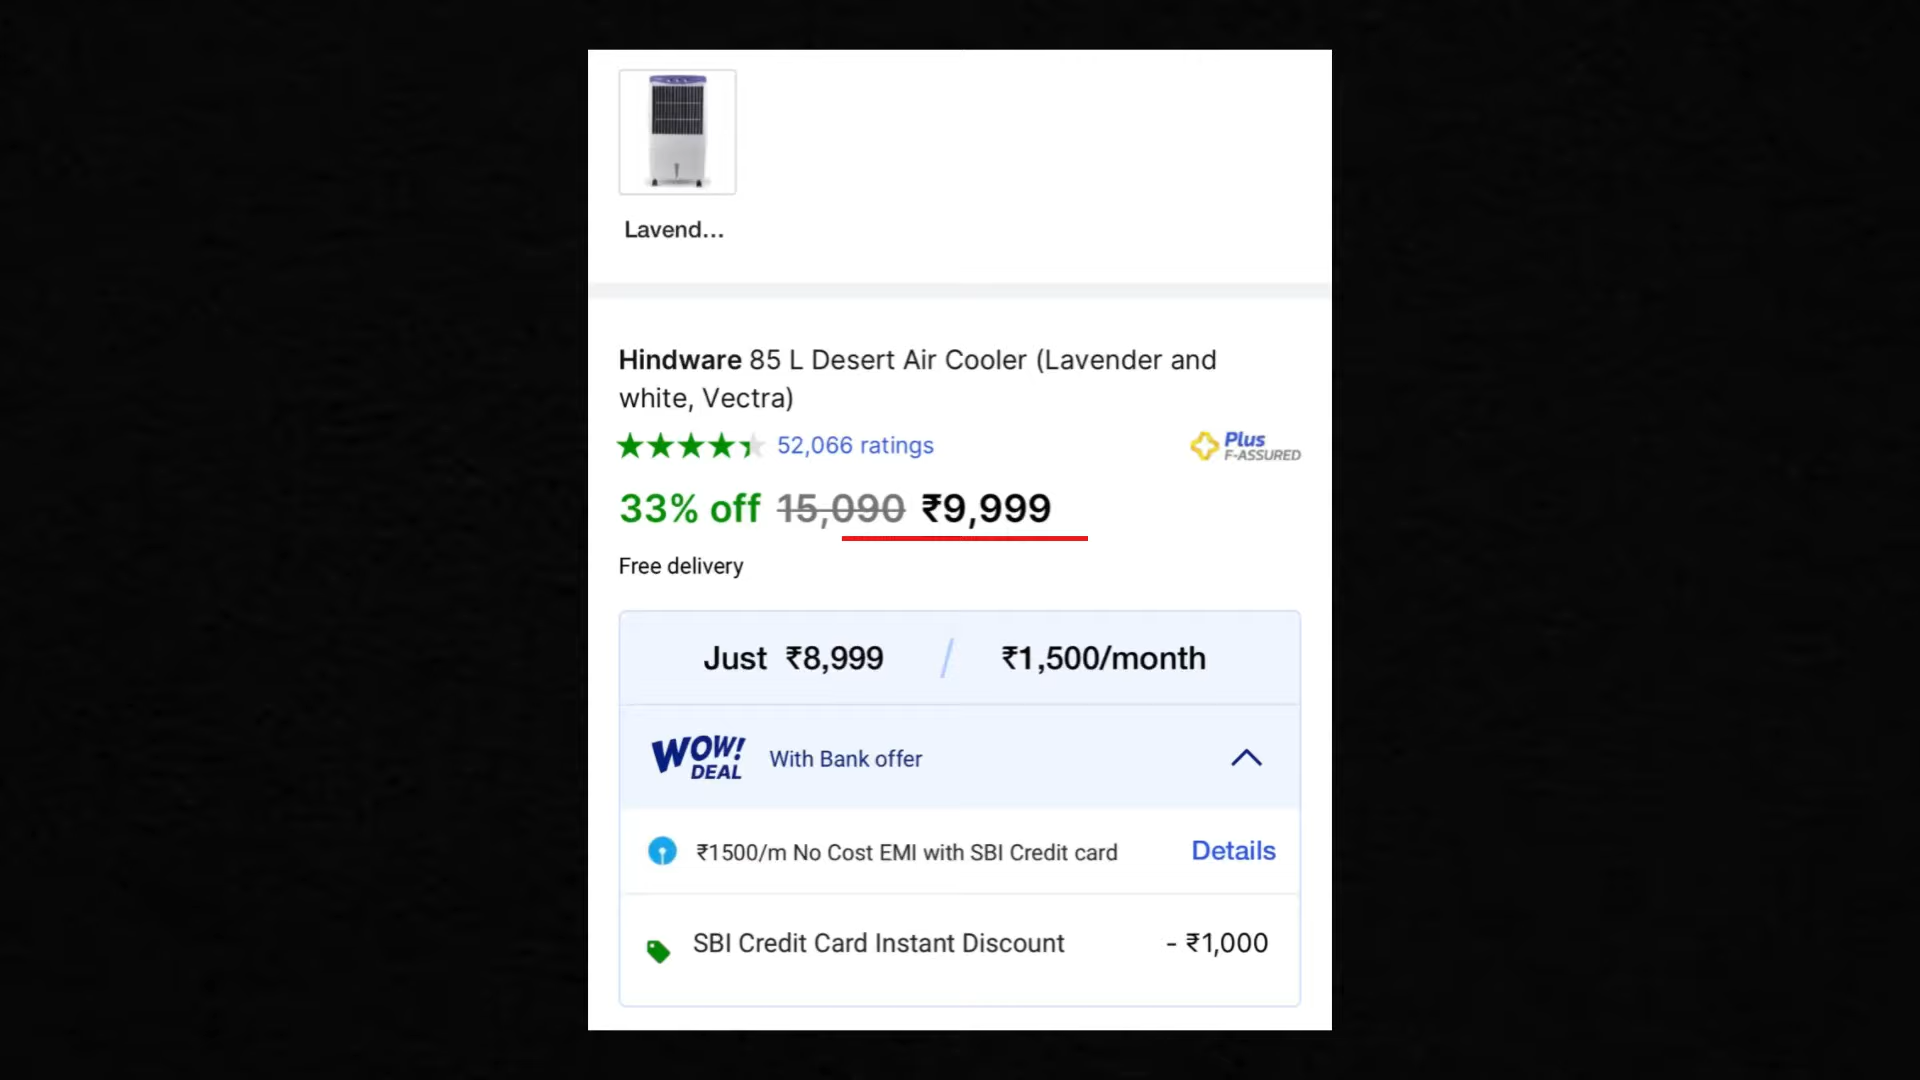 Lavend...
Hindware 85 L Desert Air Cooler (Lavender and
white, Vectra)
52,066 ratings
Plus
F-ASSURED
33% off 15,090 ₹9,999
Free delivery
Just ₹8,999 / ₹1,500/month
WOW!
DEAL
With Bank offer
₹1500/m No Cost EMI with SBI Credit card Details
SBI Credit Card Instant Discount - ₹1,000